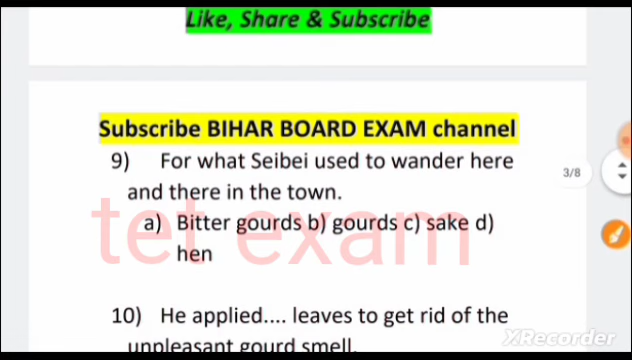 Like, Share & Subscribe
Subscribe BIHAR BOARD EXAM channel
9) For what Seibei used to wander here
and there in the town.
a) Bitter gourds b) gourds c) sake d)
hen
tet exam
3/8
10) He applied.... leaves to get rid of the
unpleasant gourd smell.
XRecorder